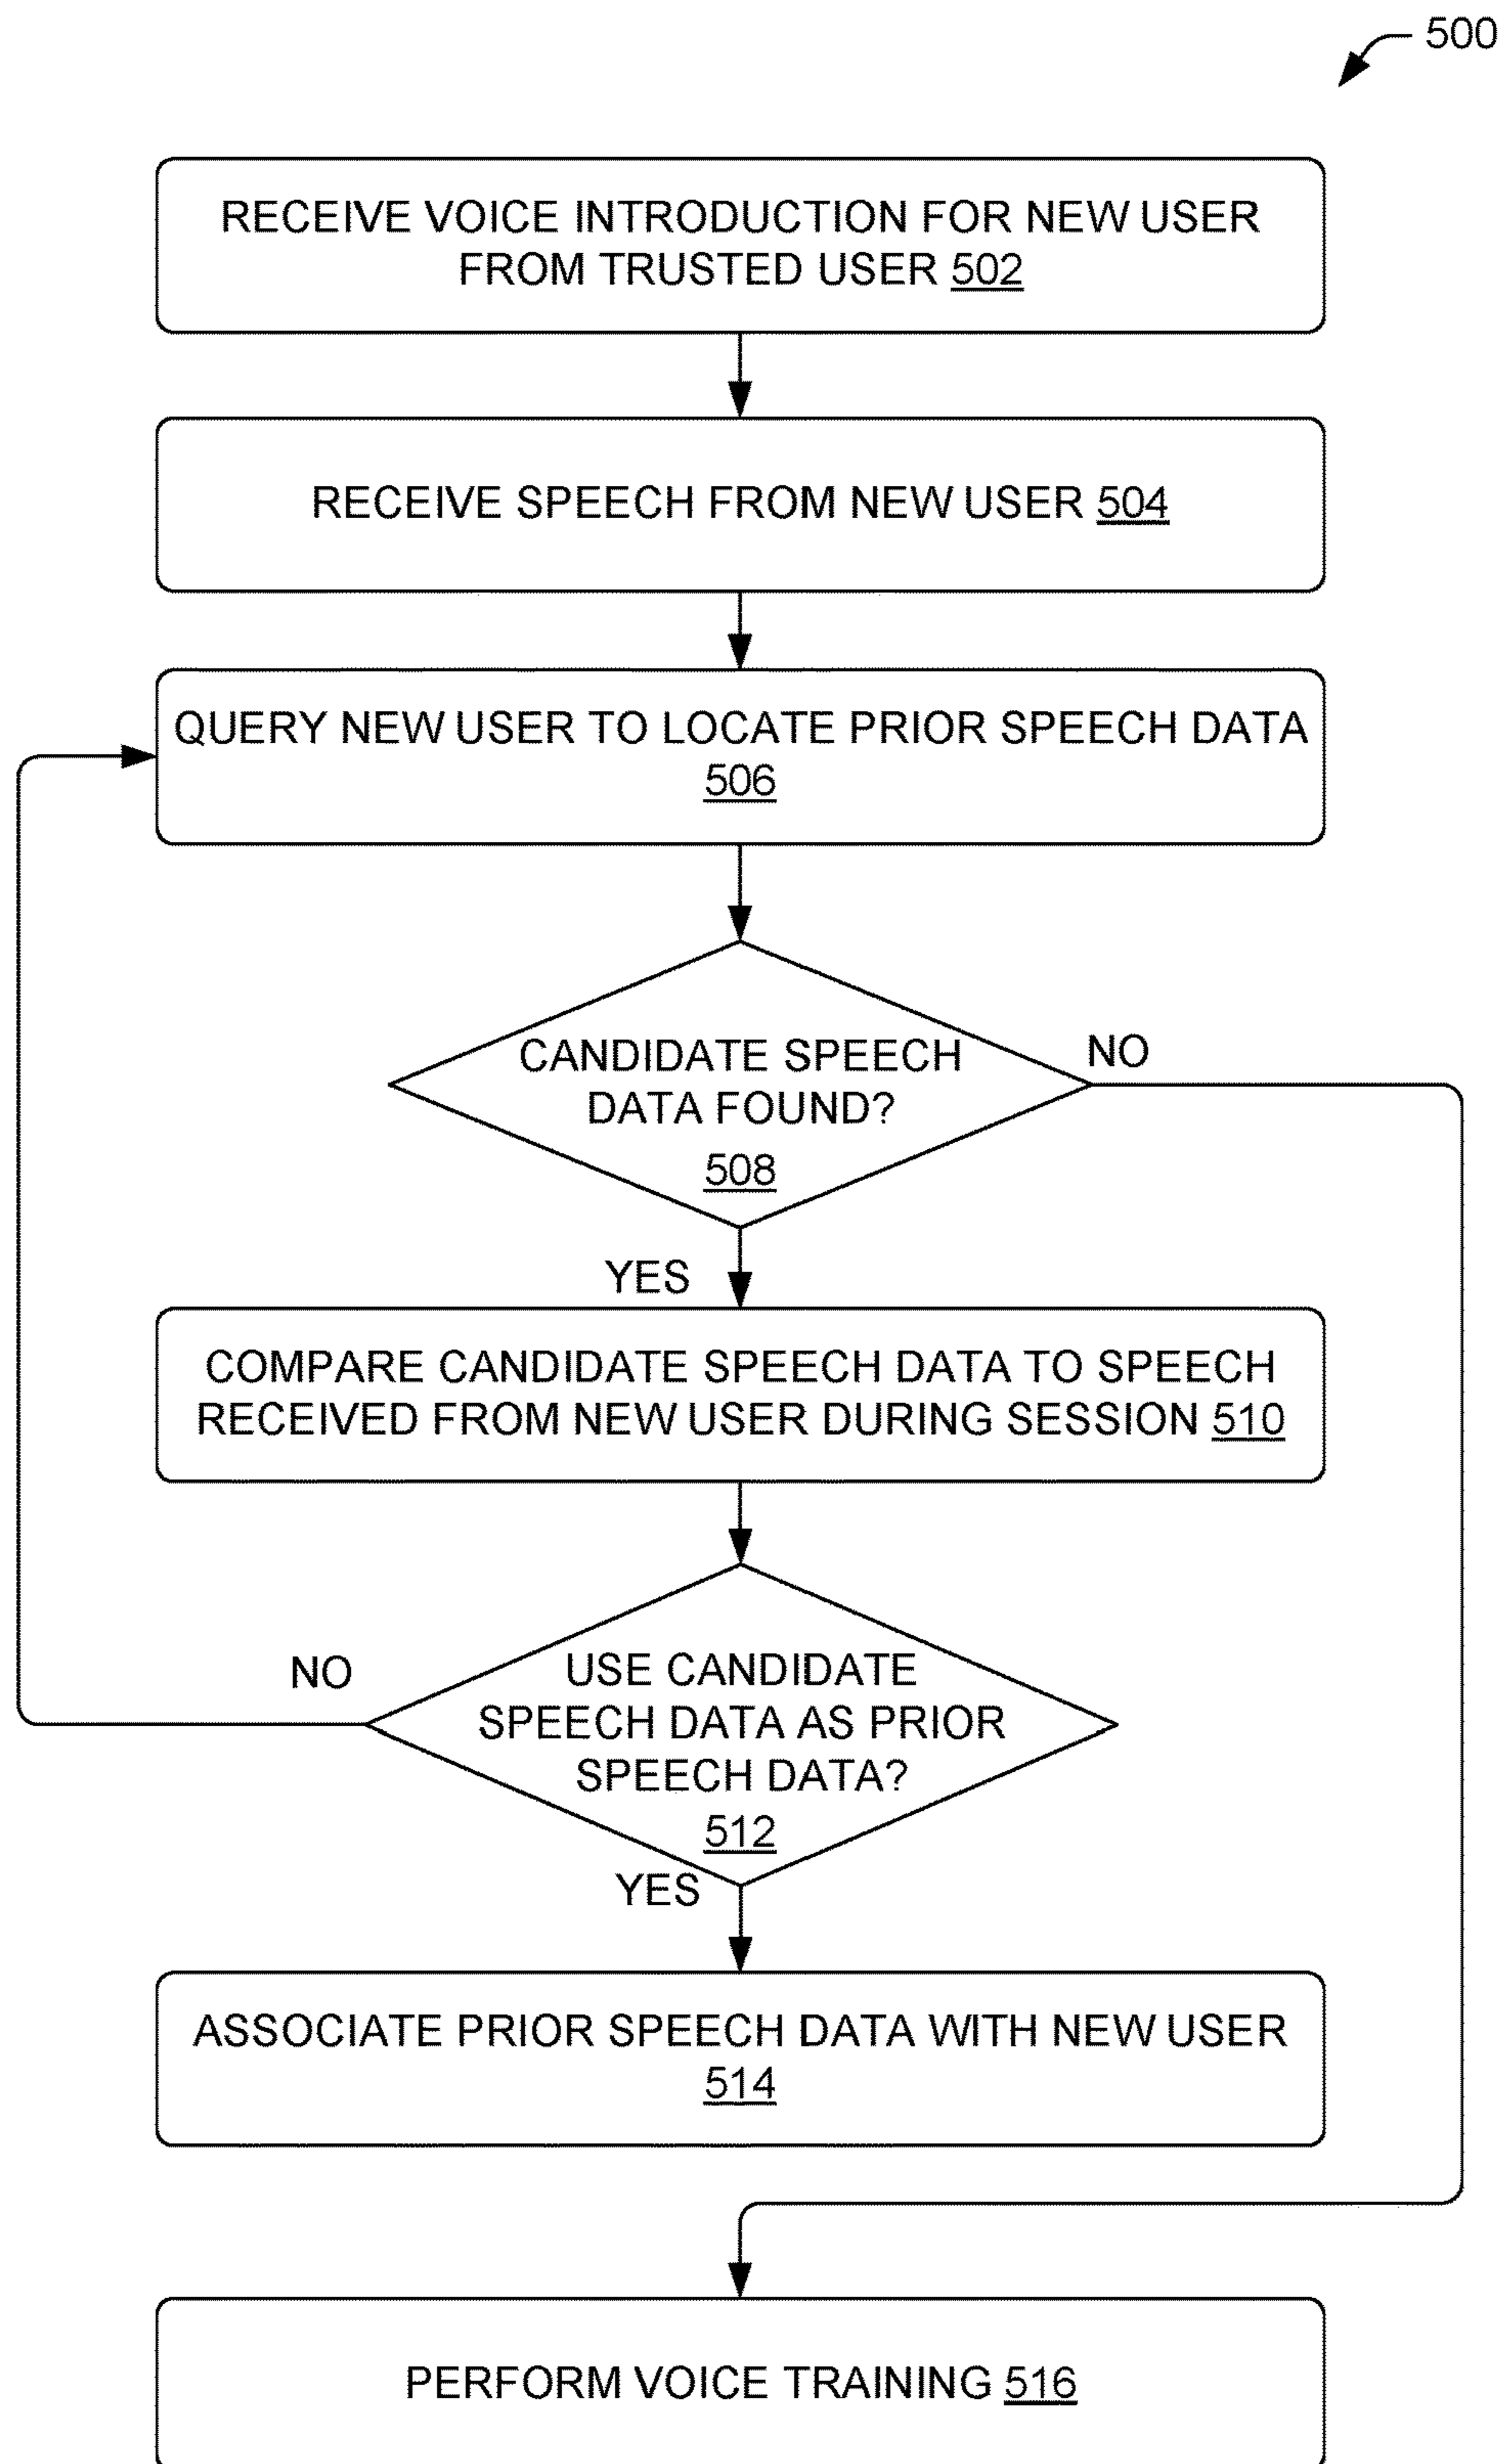 500
RECEIVE VOICE INTRODUCTION FOR NEW USER
FROM TRUSTED USER 502
RECEIVE SPEECH FROM NEW USER 504
QUERY NEW USER TO LOCATE PRIOR SPEECH DATA
506
CANDIDATE SPEECH
DATA FOUND?
508
NO
YES
COMPARE CANDIDATE SPEECH DATA TO SPEECH
RECEIVED FROM NEW USER DURING SESSION 510
NO
USE CANDIDATE
SPEECH DATA AS PRIOR
SPEECH DATA?
512
YES
ASSOCIATE PRIOR SPEECH DATA WITH NEW USER
514
PERFORM VOICE TRAINING 516